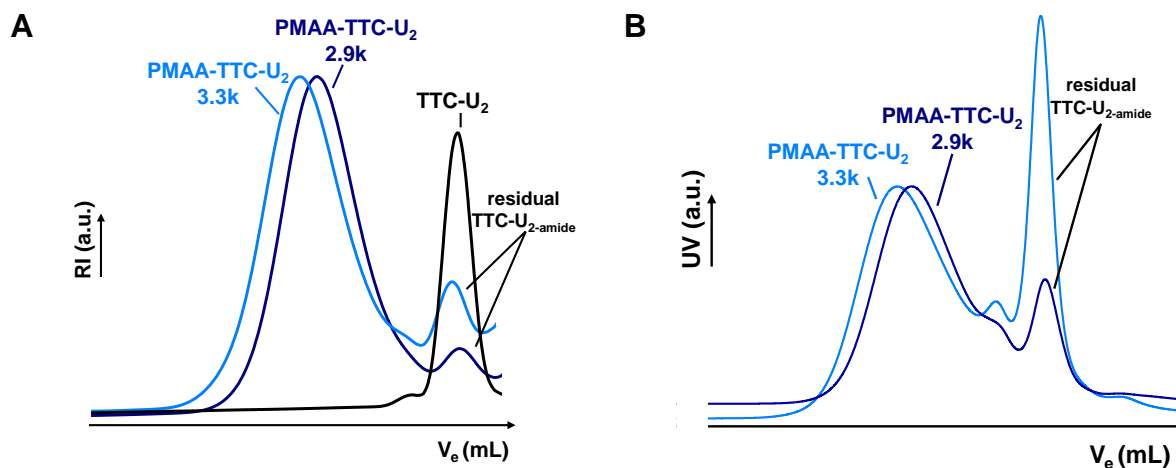 A
PMAA-TTC-U2
2.9k
PMAA-TTC-U2
3.3k
TTC-U2
residual
TTC-U2-amide
RI (a.u.)
Ve (mL)
B
residual
TTC-U2-amide
PMAA-TTC-U2
2.9k
PMAA-TTC-U2
3.3k
UV (a.u.)
Ve (mL)